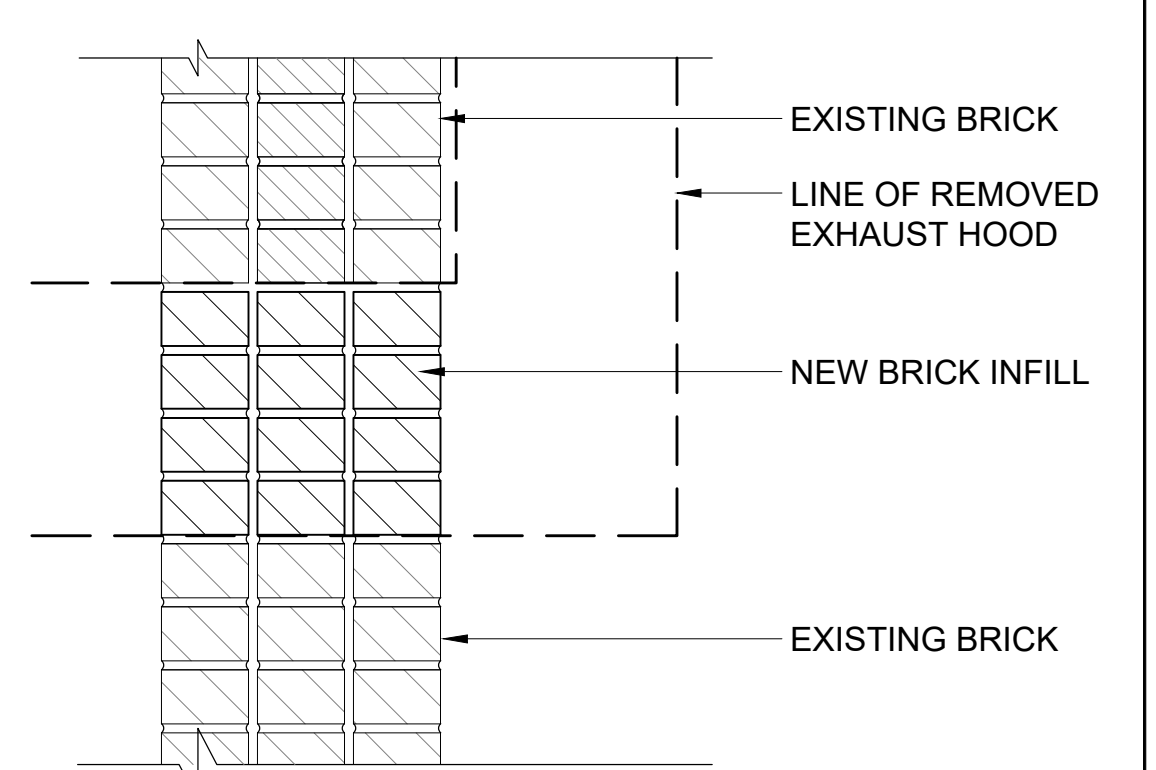 EXISTING BRICK
LINE OF REMOVED
EXHAUST HOOD
NEW BRICK INFILL
EXISTING BRICK